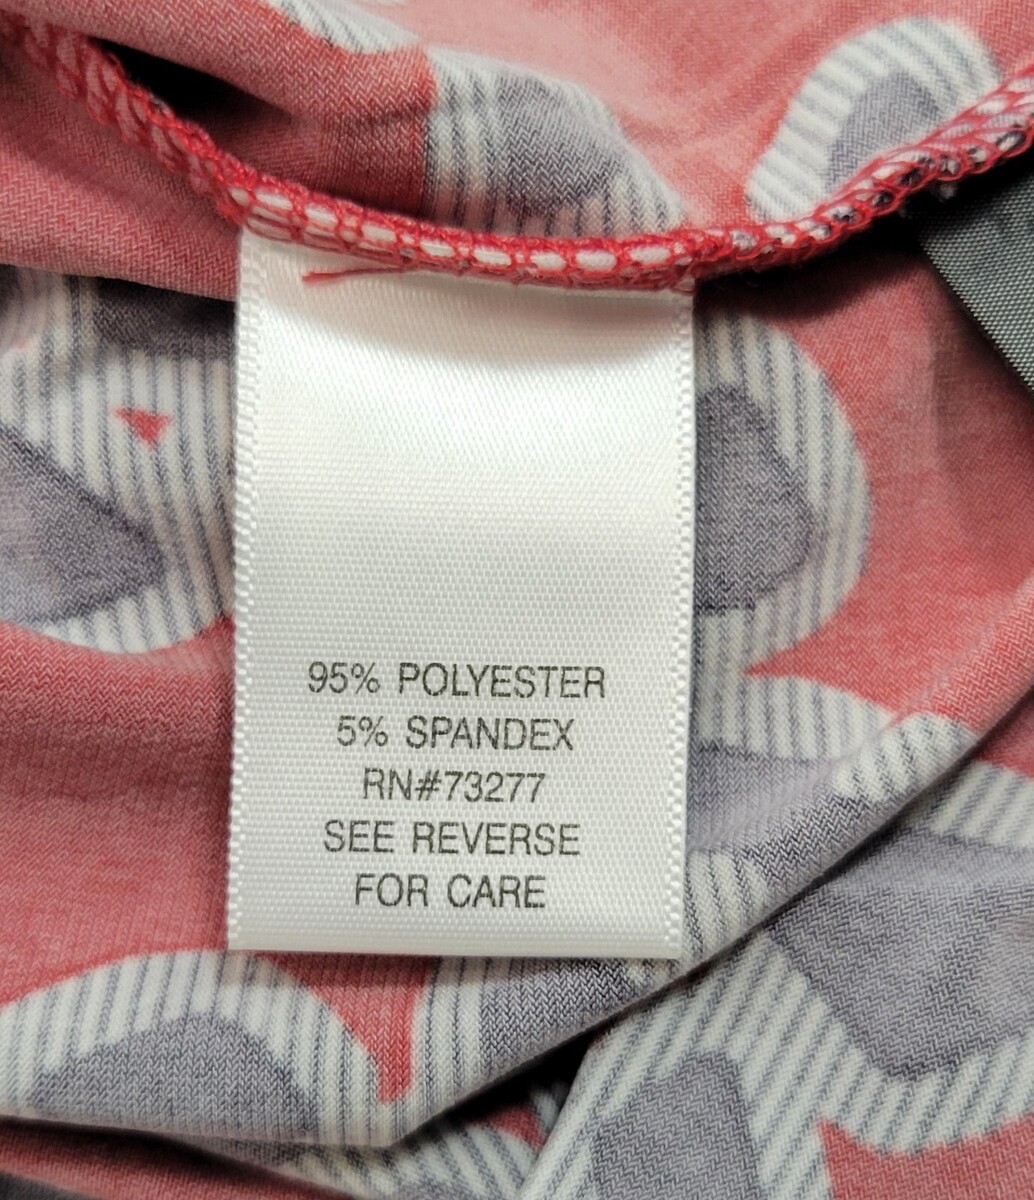 95% POLYESTER
5% SPANDEX
RN#73277
SEE REVERSE
FOR CARE